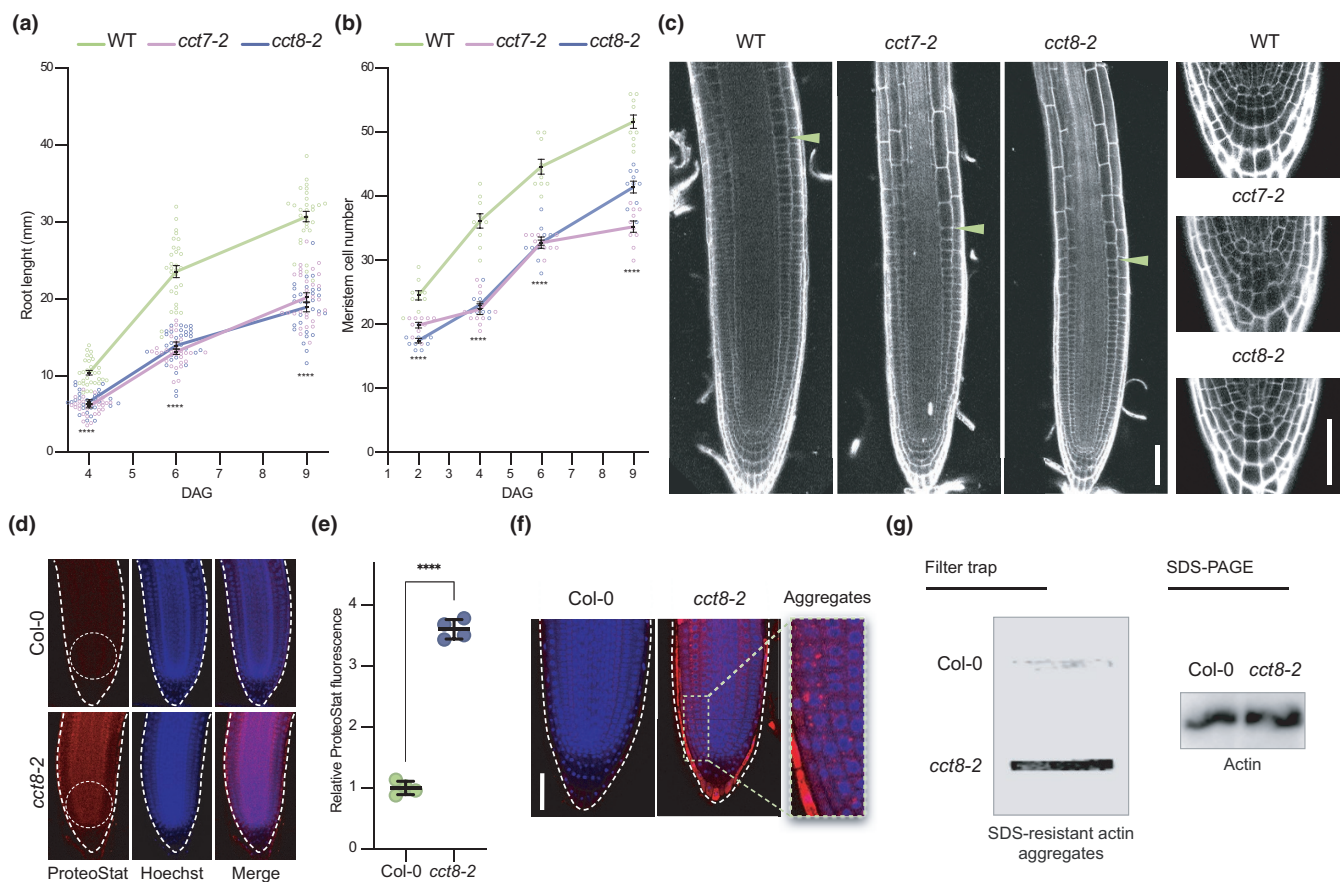 (a)
WT cct7-2 cct8-2
50
40
30
20
10
0
Root lenght (mm)
4 5 6 7 8 9
DAG
****
****
****
(b)
WT cct7-2 cct8-2
60
50
40
30
20
10
0
Meristem cell number
1 2 3 4 5 6 7 8 9
DAG
****
****
****
****
(c)
WT cct7-2 cct8-2 WT
cct7-2
cct8-2
(d)
Col-0
cct8-2
ProteoStat Hoechst Merge
(e)
****
4
3
2
1
0
Relative ProteoStat fluorescence
Col-0 cct8-2
(f)
Col-0 cct8-2 Aggregates
(g)
Filter trap SDS-PAGE
Col-0
cct8-2
SDS-resistant actin
aggregates
Col-0 cct8-2
Actin